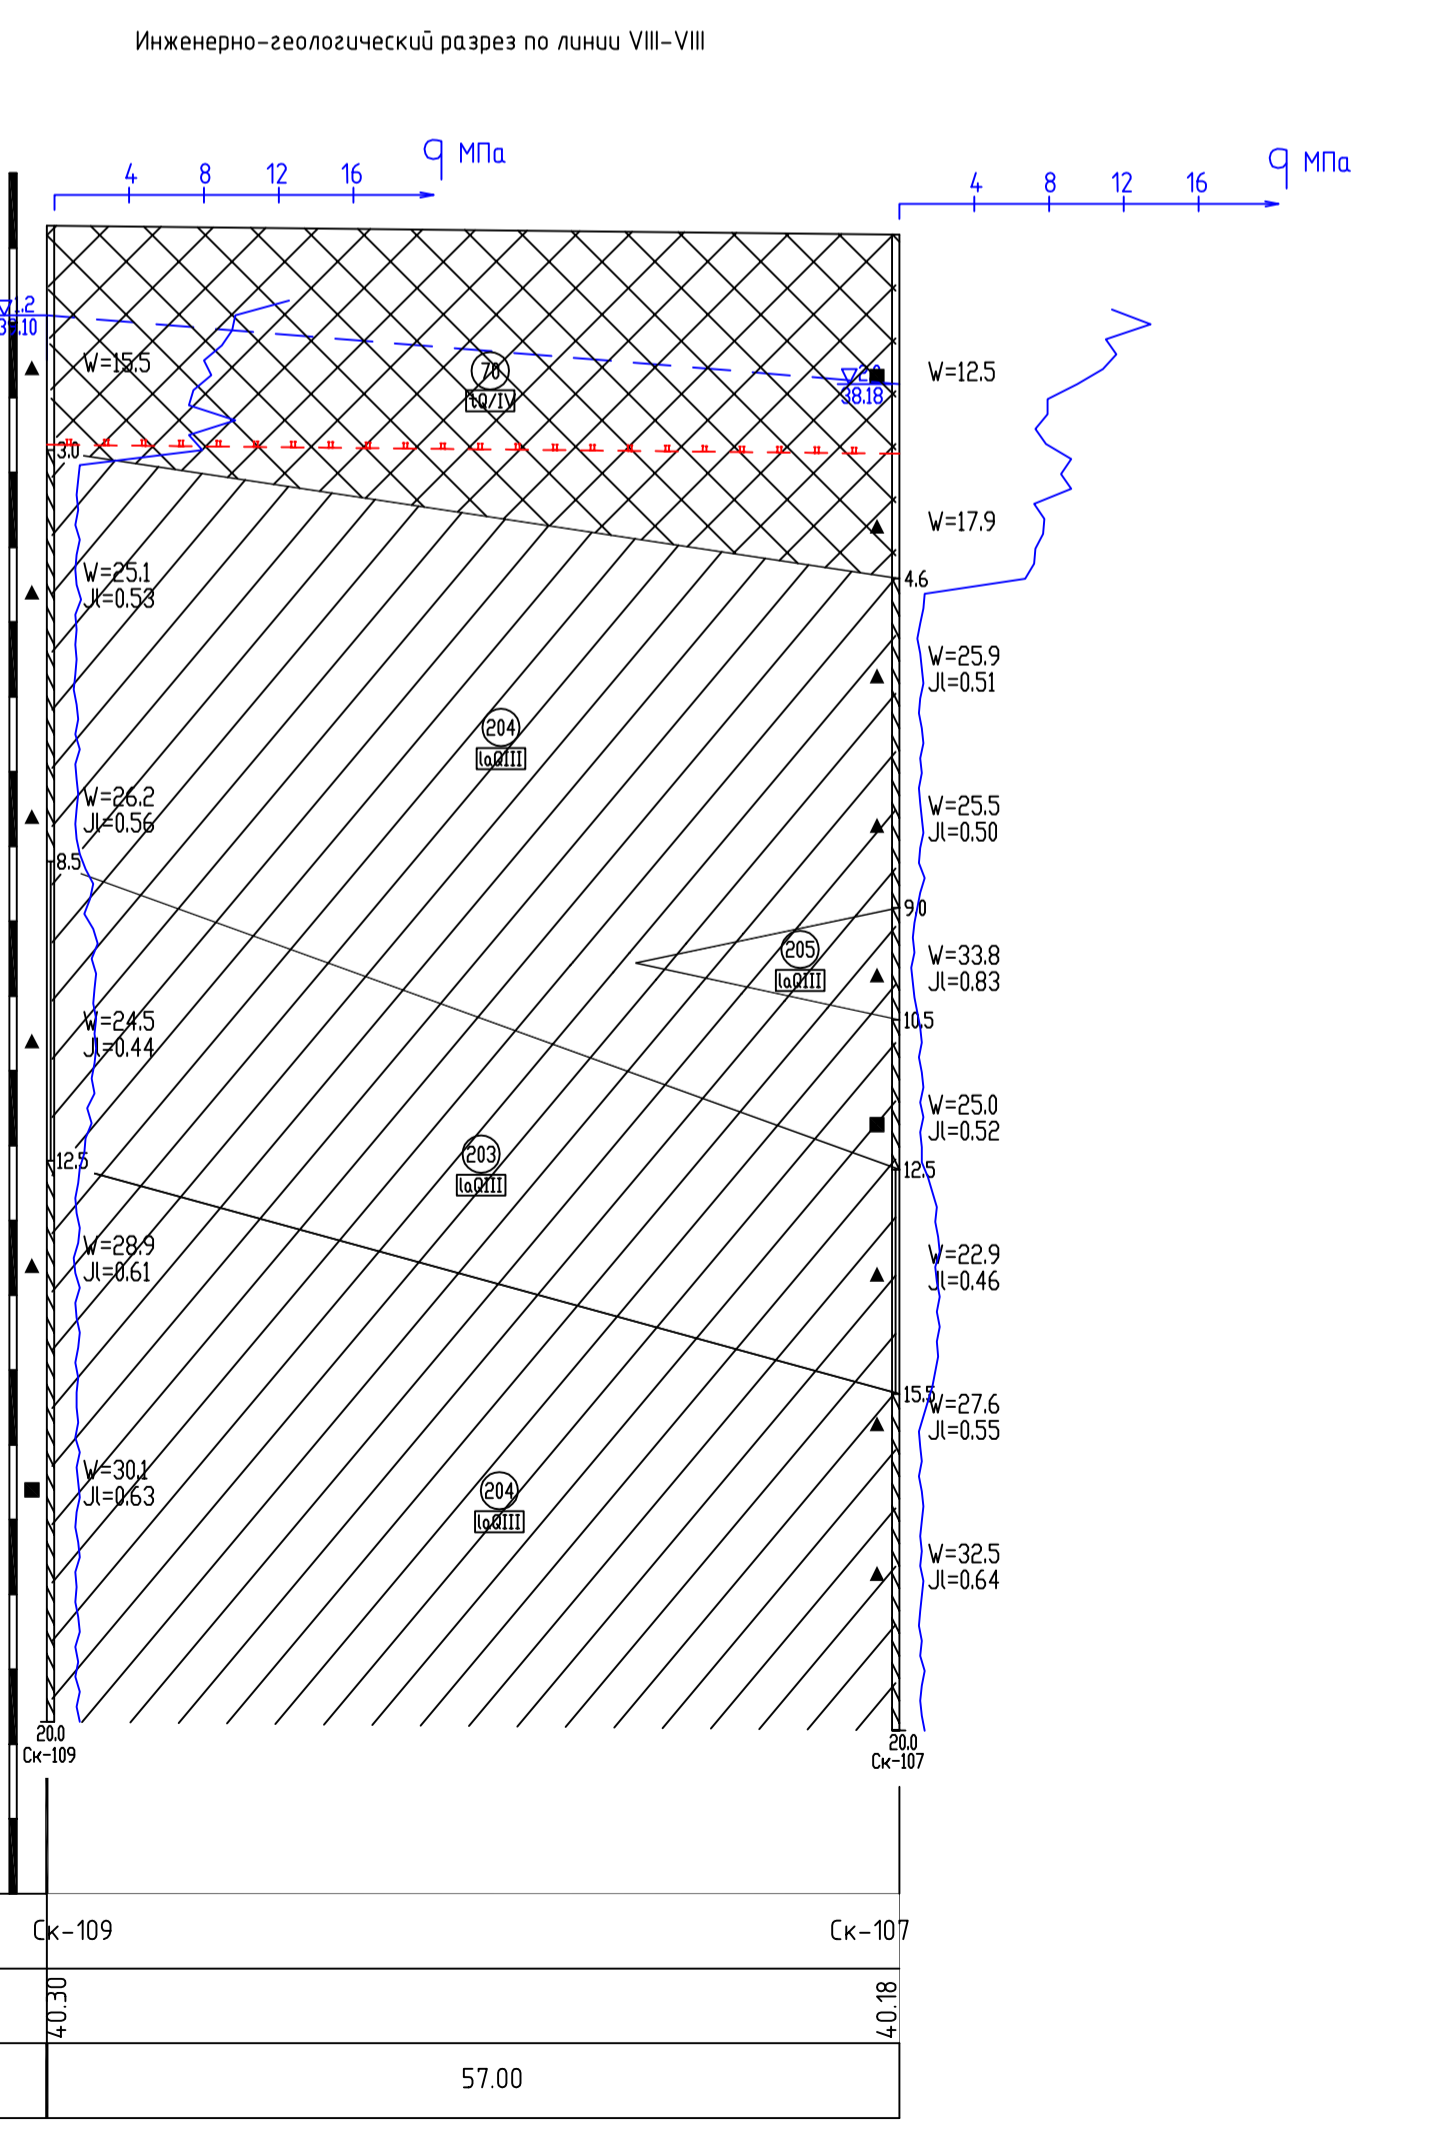 Инженерно-геологический разрез по линии VIII-VIII
q МПа
4 8 12 16
q МПа
4 8 12 16
1.2
W=15.5
70
tQ/IV
38.18
W=12.5
3.0
W=17.9
W=25.1
Jl=0.53
4.6
W=25.9
Jl=0.51
204
laQIII
W=26.2
Jl=0.56
W=25.5
Jl=0.50
8.5
9.0
205
laQIII
W=33.8
Jl=0.83
W=24.5
Jl=0.44
10.5
W=25.0
Jl=0.52
12.5
203
laQIII
12.5
W=28.9
Jl=0.61
W=22.9
Jl=0.46
15.5
W=27.6
Jl=0.55
W=30.1
Jl=0.63
204
laQIII
W=32.5
Jl=0.64
20.0
Ск-109
20.0
Ск-107
Ск-109
Ск-107
40.30
40.18
57.00